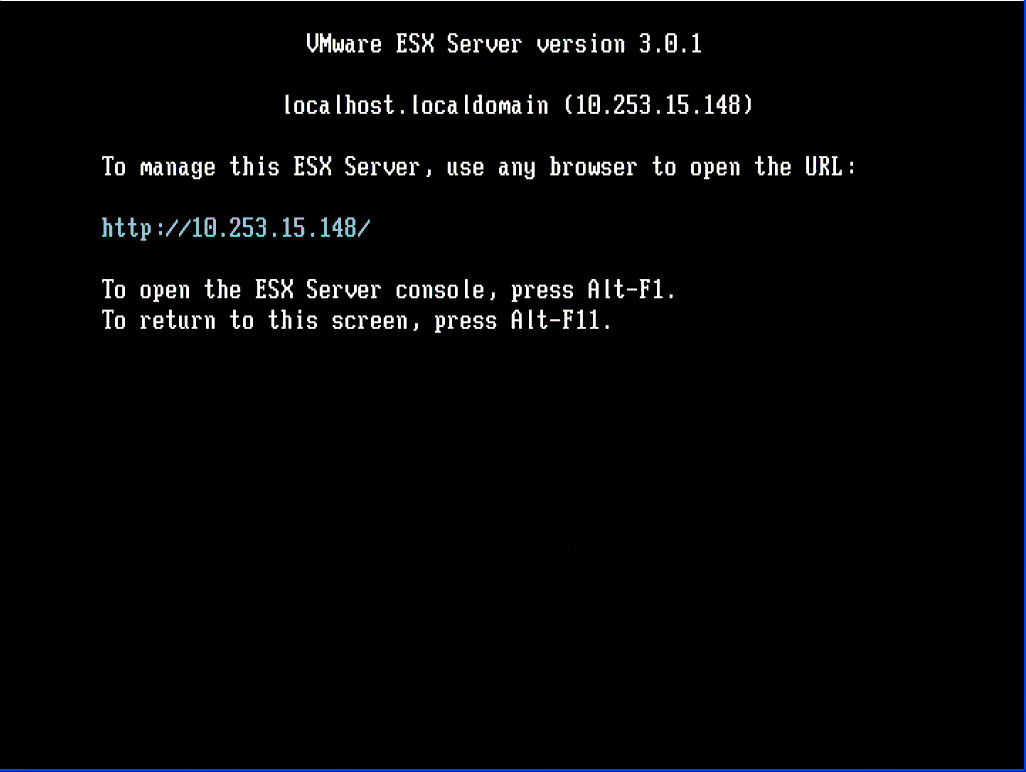 VMware ESX Server version 3.0.1
localhost.localdomain (10.253.15.148)
To manage this ESX Server, use any browser to open the URL:
http://10.253.15.148/
To open the ESX Server console, press Alt-F1.
To return to this screen, press Alt-F11.